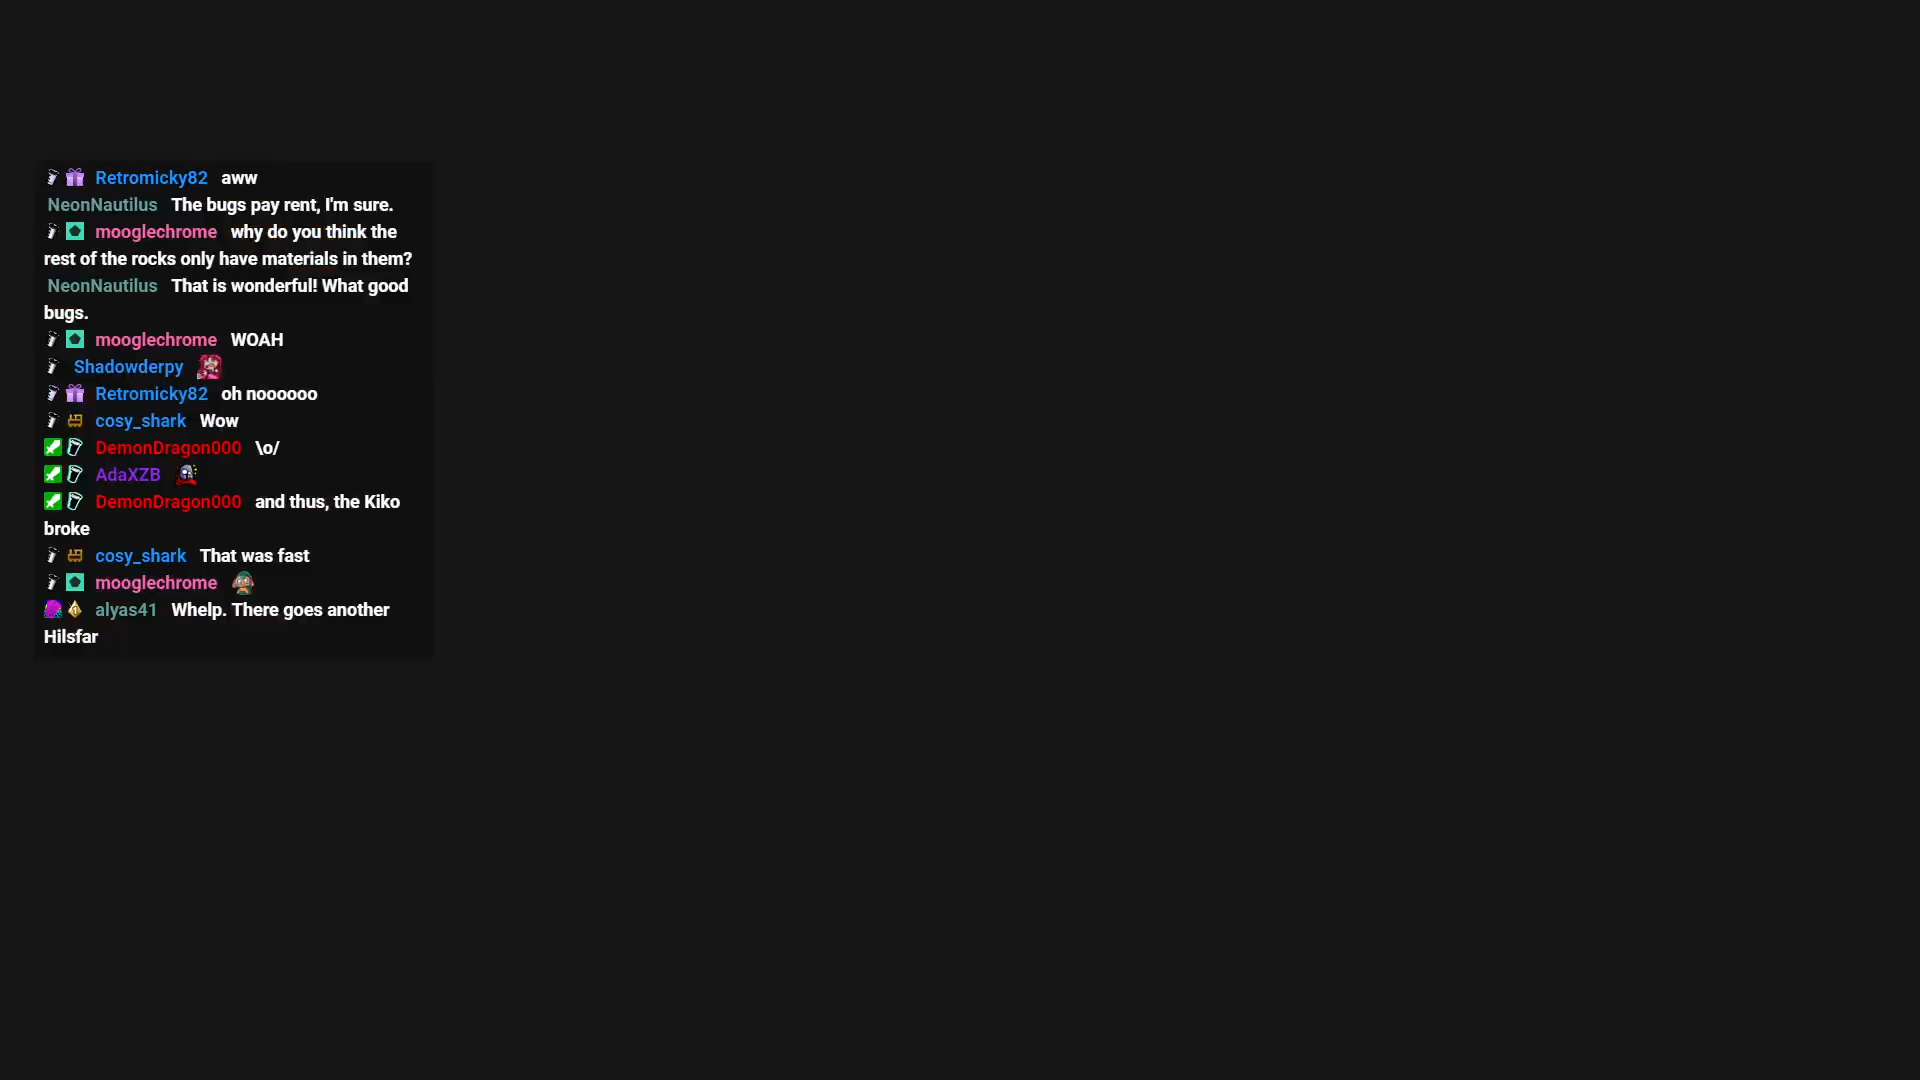 Retromicky82 aww
NeonNautilus The bugs pay rent, I'm sure.
mooglechrome why do you think the
rest of the rocks only have materials in them?
NeonNautilus That is wonderful! What good
bugs.
mooglechrome WOAH
Shadowderpy
Retromicky82 oh noooooo
cosy_shark Wow
DemonDragon000 \o/
AdaXZB
DemonDragon000 and thus, the Kiko
broke
cosy_shark That was fast
mooglechrome
alyas41 Whelp. There goes another
Hilsfar